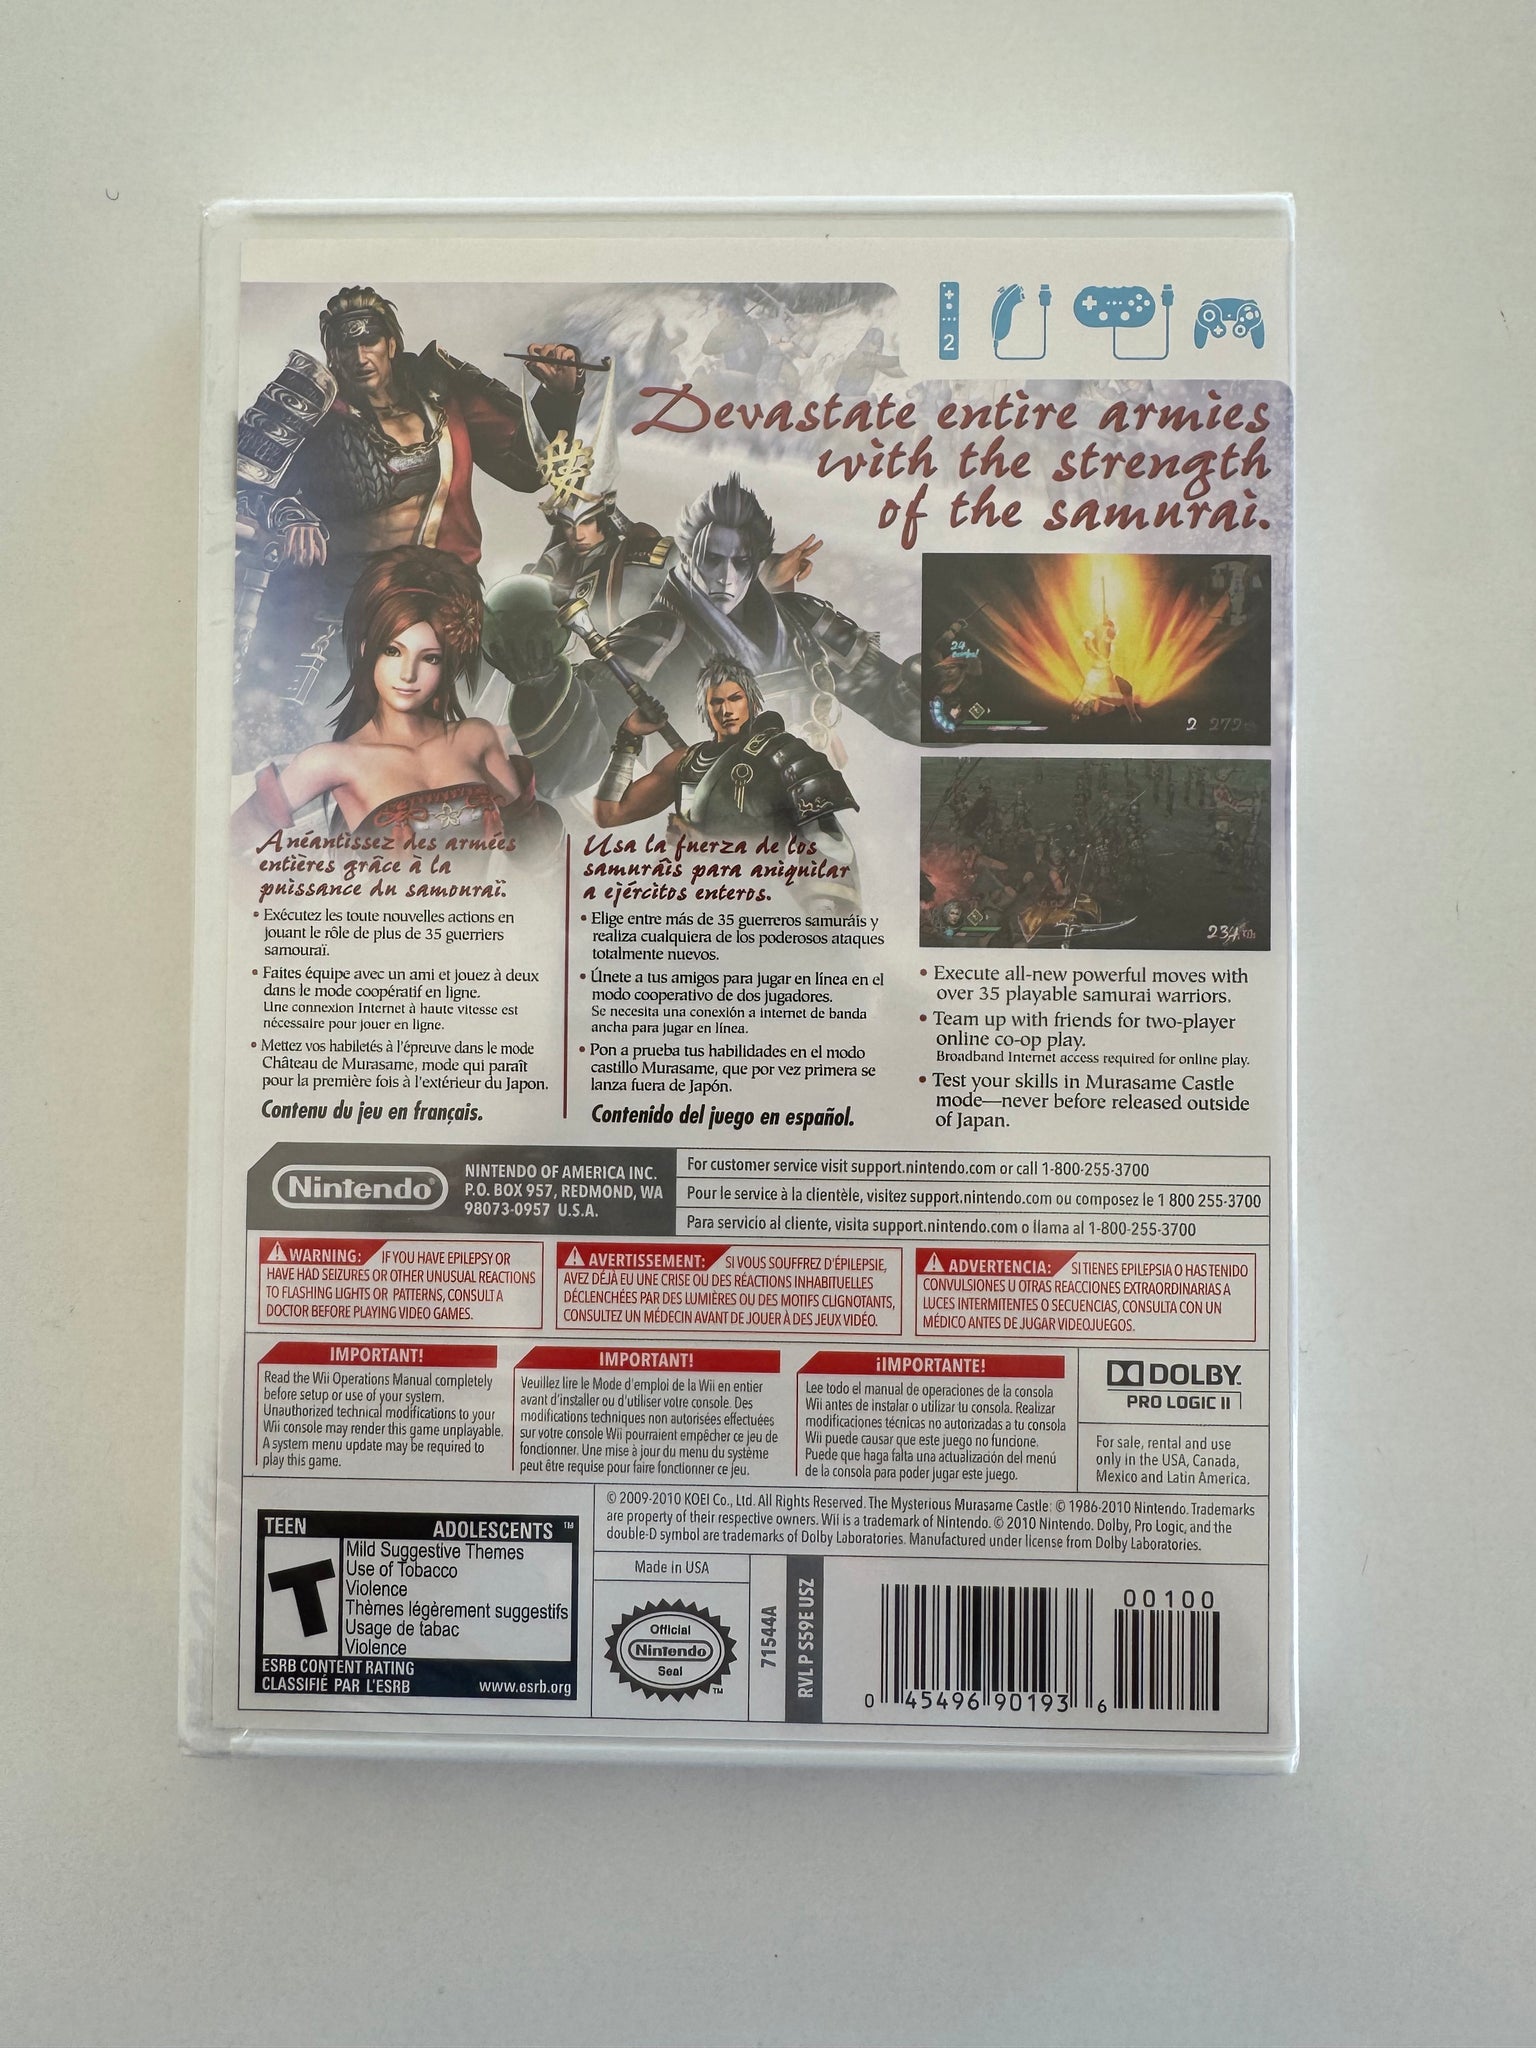 2
Devastate entire armies
with the strength
of the samurai.
愛
24
2 272
234
Anéantissez des armées
entières grâce à la
puissance du samouraï.
• Exécutez les toute nouvelles actions en
jouant le rôle de plus de 35 guerriers
samouraï.
• Faites équipe avec un ami et jouez à deux
dans le mode coopératif en ligne.
Une connexion Internet à haute vitesse est
nécessaire pour jouer en ligne.
• Mettez vos habiletés à l'épreuve dans le mode
Château de Murasame, mode qui paraît
pour la première fois à l'extérieur du Japon.
Contenu du jeu en français.
Usa la fuerza de los
samuráis para aniquilar
a ejércitos enteros.
• Elige entre más de 35 guerreros samuráis y
realiza cualquiera de los poderosos ataques
totalmente nuevos.
• Únete a tus amigos para jugar en línea en el
modo cooperativo de dos jugadores.
Se necesita una conexión a internet de banda
ancha para jugar en línea.
• Pon a prueba tus habilidades en el modo
castillo Murasame, que por vez primera se
lanza fuera de Japón.
Contenido del juego en español.
• Execute all-new powerful moves with
over 35 playable samurai warriors.
• Team up with friends for two-player
online co-op play.
Broadband Internet access required for online play.
• Test your skills in Murasame Castle
mode—never before released outside
of Japan.
Nintendo
NINTENDO OF AMERICA INC.
P.O. BOX 957, REDMOND, WA
98073-0957 U.S.A.
For customer service visit support.nintendo.com or call 1-800-255-3700
Pour le service à la clientèle, visitez support.nintendo.com ou composez le 1 800 255-3700
Para servicio al cliente, visita support.nintendo.com o llama al 1-800-255-3700
WARNING: IF YOU HAVE EPILEPSY OR
HAVE HAD SEIZURES OR OTHER UNUSUAL REACTIONS
TO FLASHING LIGHTS OR PATTERNS, CONSULT A
DOCTOR BEFORE PLAYING VIDEO GAMES.
AVERTISSEMENT: SI VOUS SOUFFREZ D'ÉPILEPSIE,
AVEZ DÉJÀ EU UNE CRISE OU DES RÉACTIONS INHABITUELLES
DÉCLENCHÉES PAR DES LUMIÈRES OU DES MOTIFS CLIGNOTANTS,
CONSULTEZ UN MÉDECIN AVANT DE JOUER À DES JEUX VIDÉO.
ADVERTENCIA: SI TIENES EPILEPSIA O HAS TENIDO
CONVULSIONES U OTRAS REACCIONES EXTRAORDINARIAS A
LUCES INTERMITENTES O SECUENCIAS, CONSULTA CON UN
MÉDICO ANTES DE JUGAR VIDEOJUEGOS.
IMPORTANT!
Read the Wii Operations Manual completely
before setup or use of your system.
Unauthorized technical modifications to your
Wii console may render this game unplayable.
A system menu update may be required to
play this game.
IMPORTANT!
Veuillez lire le Mode d'emploi de la Wii en entier
avant d'installer ou d'utiliser votre console. Des
modifications techniques non autorisées effectuées
sur votre console Wii pourraient empêcher ce jeu de
fonctionner. Une mise à jour du menu du système
peut être requise pour faire fonctionner ce jeu.
¡IMPORTANTE!
Lee todo el manual de operaciones de la consola
Wii antes de instalar o utilizar tu consola. Realizar
modificaciones técnicas no autorizadas a tu consola
Wii puede causar que este juego no funcione.
Puede que haga falta una actualización del menú
de la consola para poder jugar este juego.
DOLBY
PRO LOGIC II
For sale, rental and use
only in the USA, Canada,
Mexico and Latin America.
TEEN ADOLESCENTS ™
T
Mild Suggestive Themes
Use of Tobacco
Violence
Thèmes légèrement suggestifs
Usage de tabac
Violence
ESRB CONTENT RATING
CLASSIFIÉ PAR L'ESRB www.esrb.org
© 2009-2010 KOEI Co., Ltd. All Rights Reserved. The Mysterious Murasame Castle: © 1986-2010 Nintendo. Trademarks
are property of their respective owners. Wii is a trademark of Nintendo. © 2010 Nintendo. Dolby, Pro Logic, and the
double-D symbol are trademarks of Dolby Laboratories. Manufactured under license from Dolby Laboratories.
Made in USA
Official
Nintendo
Seal
TM
71544A
RVL P S59E USZ
00100
0 45496 90193 6